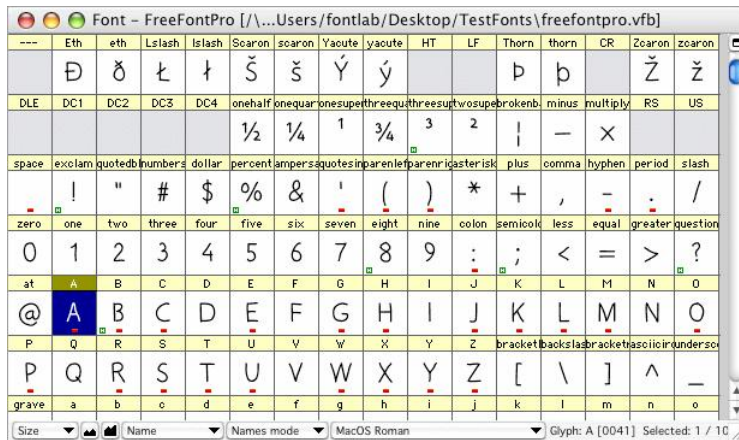 Font - FreeFontPro [/\...Users/fontlab/Desktop/TestFonts\freefontpro.vfb]
--- Eth eth Lslash lslash Scaron scaron Yacute yacute HT LF Thorn thorn CR Zcaron zcaron
Ð ð Ł ł Š š Ý ý Þ þ Ž ž
DLE DC1 DC2 DC3 DC4 onehalf onequar onesuper threequa threesup twosupe brokenb minus multiply RS US
½ ¼ ¹ ¾ ³ ² ¦ − ×
space exclam quotedb numbers dollar percent ampersa quotesin parenlef parenrig asterisk plus comma hyphen period slash
! " # $ % & ' ( ) * + , - . /
zero one two three four five six seven eight nine colon semicolo less equal greater question
0 1 2 3 4 5 6 7 8 9 : ; < = > ?
at A B C D E F G H I J K L M N O
@ A B C D E F G H I J K L M N O
P Q R S T U V W X Y Z bracketl backslas bracketr asciicirc undersc
P Q R S T U V W X Y Z [ \ ] ^ _
grave a b c d e f g h i j k l m n o
Size Name Names mode MacOS Roman Glyph: A [0041] Selected: 1 / 10